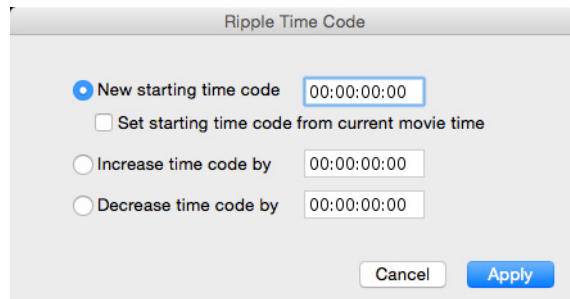 Ripple Time Code
New starting time code 00:00:00:00
Set starting time code from current movie time
Increase time code by 00:00:00:00
Decrease time code by 00:00:00:00
Cancel Apply